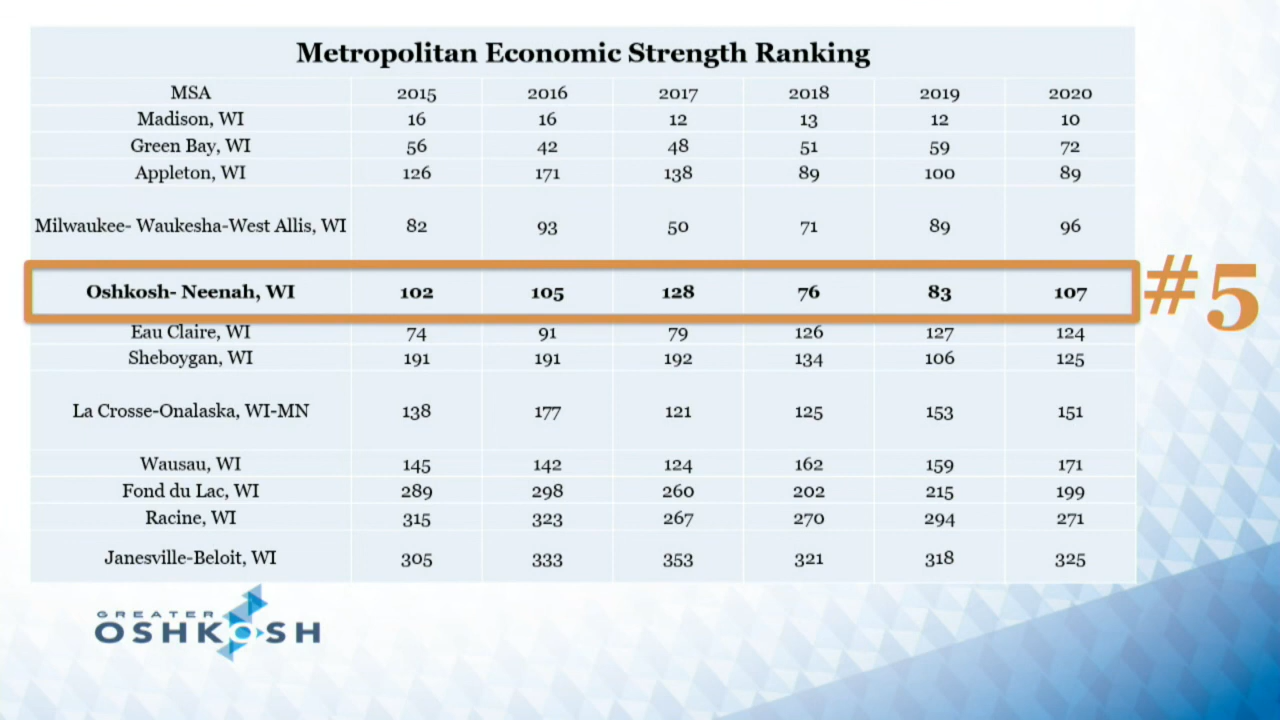 Metropolitan Economic Strength Ranking
MSA 2015 2016 2017 2018 2019 2020
Madison, WI 16 16 12 13 12 10
Green Bay, WI 56 42 48 51 59 72
Appleton, WI 126 171 138 89 100 89
Milwaukee- Waukesha-West Allis, WI 82 93 50 71 89 96
Oshkosh- Neenah, WI 102 105 128 76 83 107
#5
Eau Claire, WI 74 91 79 126 127 124
Sheboygan, WI 191 191 192 134 106 125
La Crosse-Onalaska, WI-MN 138 177 121 125 153 151
Wausau, WI 145 142 124 162 159 171
Fond du Lac, WI 289 298 260 202 215 199
Racine, WI 315 323 267 270 294 271
Janesville-Beloit, WI 305 333 353 321 318 325
GREATER
OSHKOSH